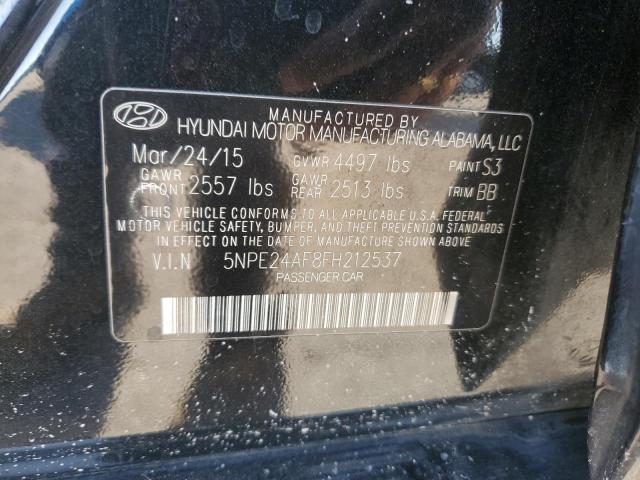 MANUFACTURED BY
HYUNDAI MOTOR MANUFACTURING ALABAMA, LLC
Mar/24/15 GVWR 4497 lbs PAINT S3
GAWR FRONT 2557 lbs GAWR REAR 2513 lbs TRIM BB
THIS VEHICLE CONFORMS TO ALL APPLICABLE U.S.A. FEDERAL
MOTOR VEHICLE SAFETY, BUMPER, AND THEFT PREVENTION
STANDARDS IN EFFECT ON THE DATE OF MANUFACTURE SHOWN ABOVE.
V.I.N 5NPE24AF8FH212537
PASSENGER CAR